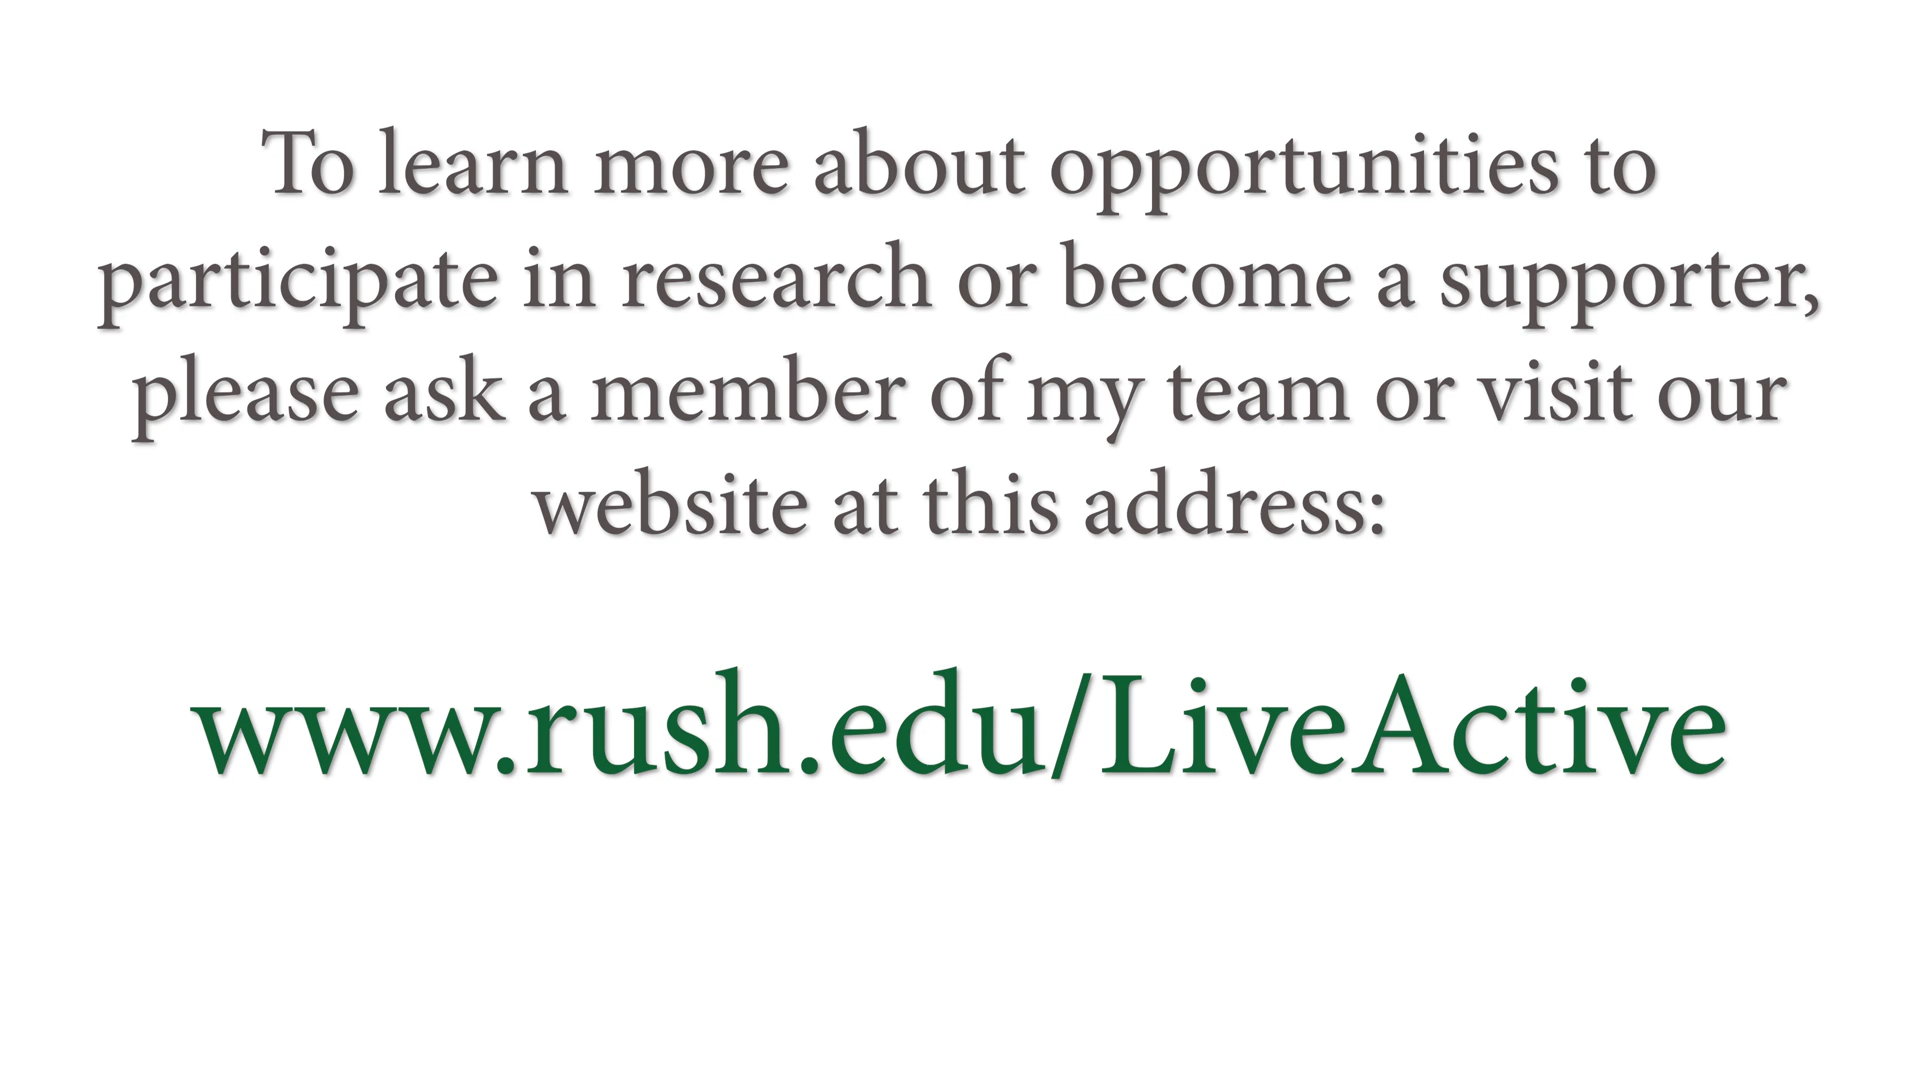 To learn more about opportunities to
participate in research or become a supporter,
please ask a member of my team or visit our
website at this address:
www.rush.edu/LiveActive